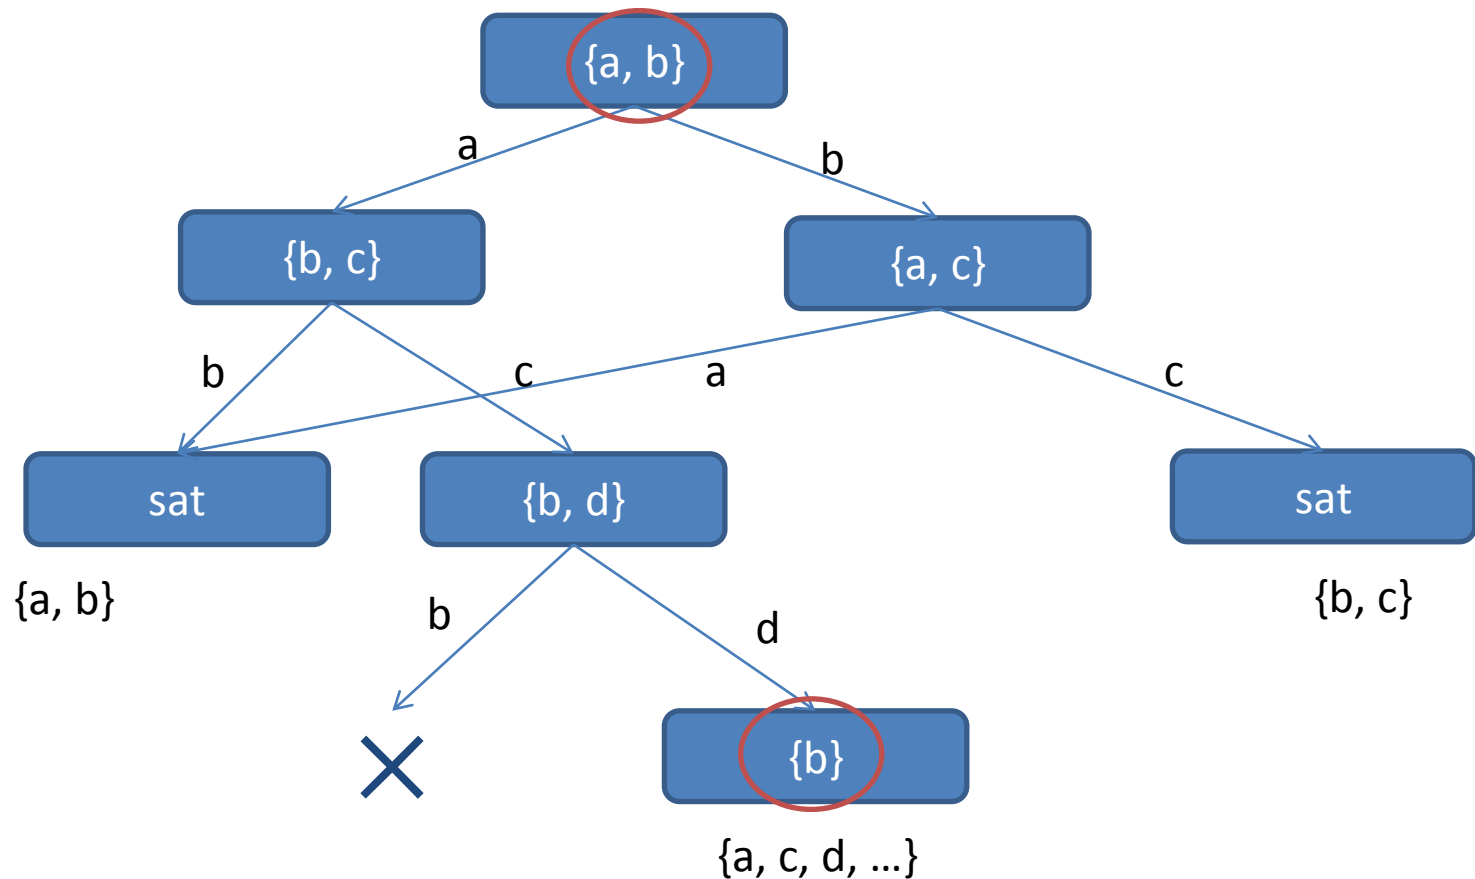 {a, b}
a
b
{b, c}
{a, c}
b
c
a
c
sat
{b, d}
sat
{a, b}
{b, c}
b
d
{b}
{a, c, d, …}